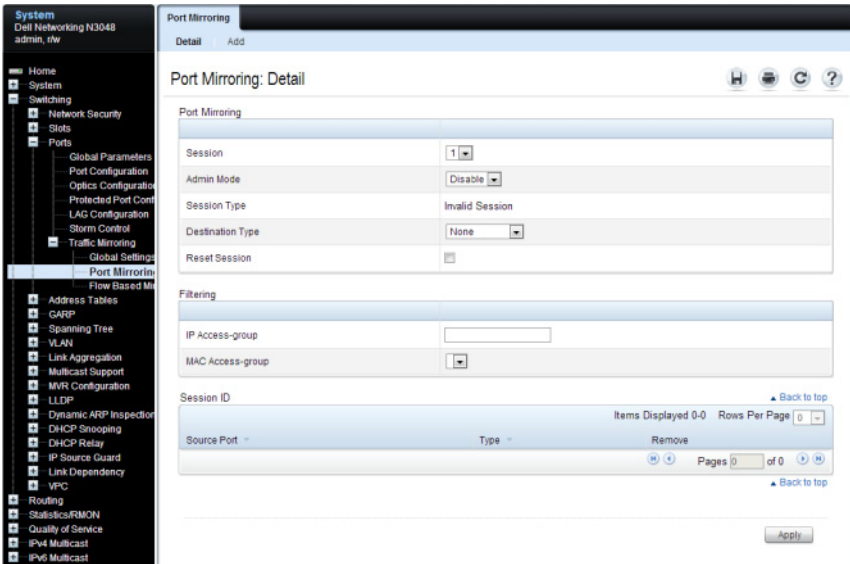 System
Dell Networking N3048
admin, r/w
Home
System
Switching
Network Security
Slots
Ports
Global Parameters
Port Configuration
Optics Configuration
Protected Port Conf
LAG Configuration
Storm Control
Traffic Mirroring
Global Settings
Port Mirroring
Flow Based Mir
Address Tables
GARP
Spanning Tree
VLAN
Link Aggregation
Multicast Support
MVR Configuration
LLDP
Dynamic ARP Inspection
DHCP Snooping
DHCP Relay
IP Source Guard
Link Dependency
VPC
Routing
Statistics/RMON
Quality of Service
IPv4 Multicast
IPv6 Multicast
Port Mirroring
Detail Add
Port Mirroring: Detail
?
Port Mirroring
Session 1
Admin Mode Disable
Session Type Invalid Session
Destination Type None
Reset Session
Filtering
IP Access-group
MAC Access-group
Session ID Back to top
Items Displayed 0-0 Rows Per Page 0
Source Port Type Remove
Pages 0 of 0
Back to top
Apply